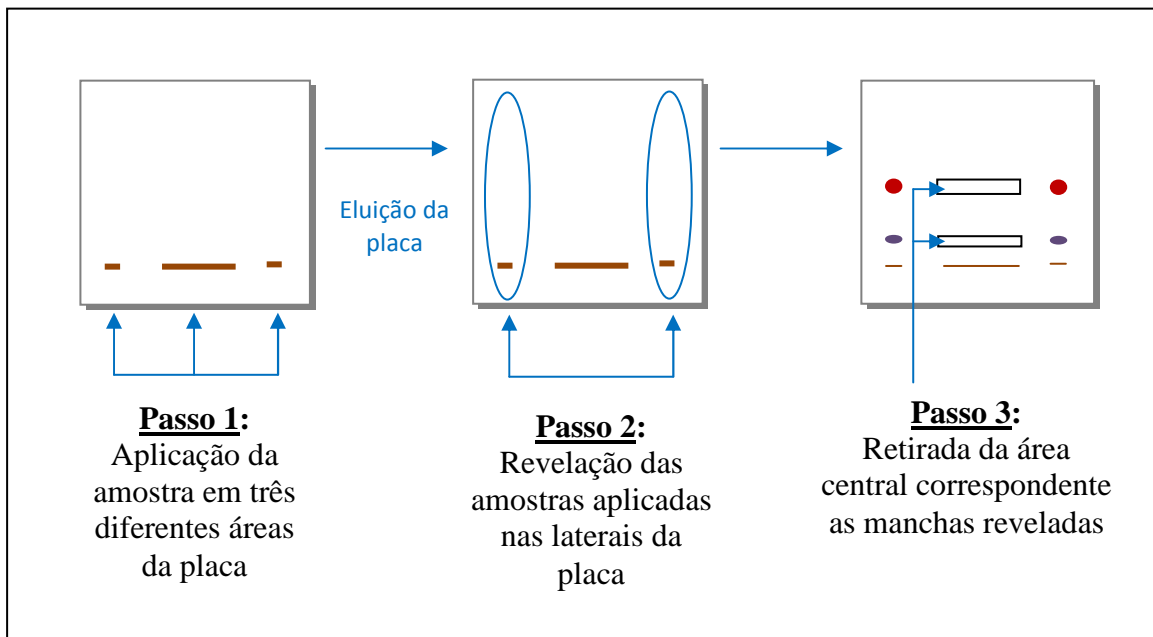 Eluição da
placa
Passo 1:
Aplicação da
amostra em três
diferentes áreas
da placa
Passo 2:
Revelação das
amostras aplicadas
nas laterais da
placa
Passo 3:
Retirada da área
central correspondente
as manchas reveladas